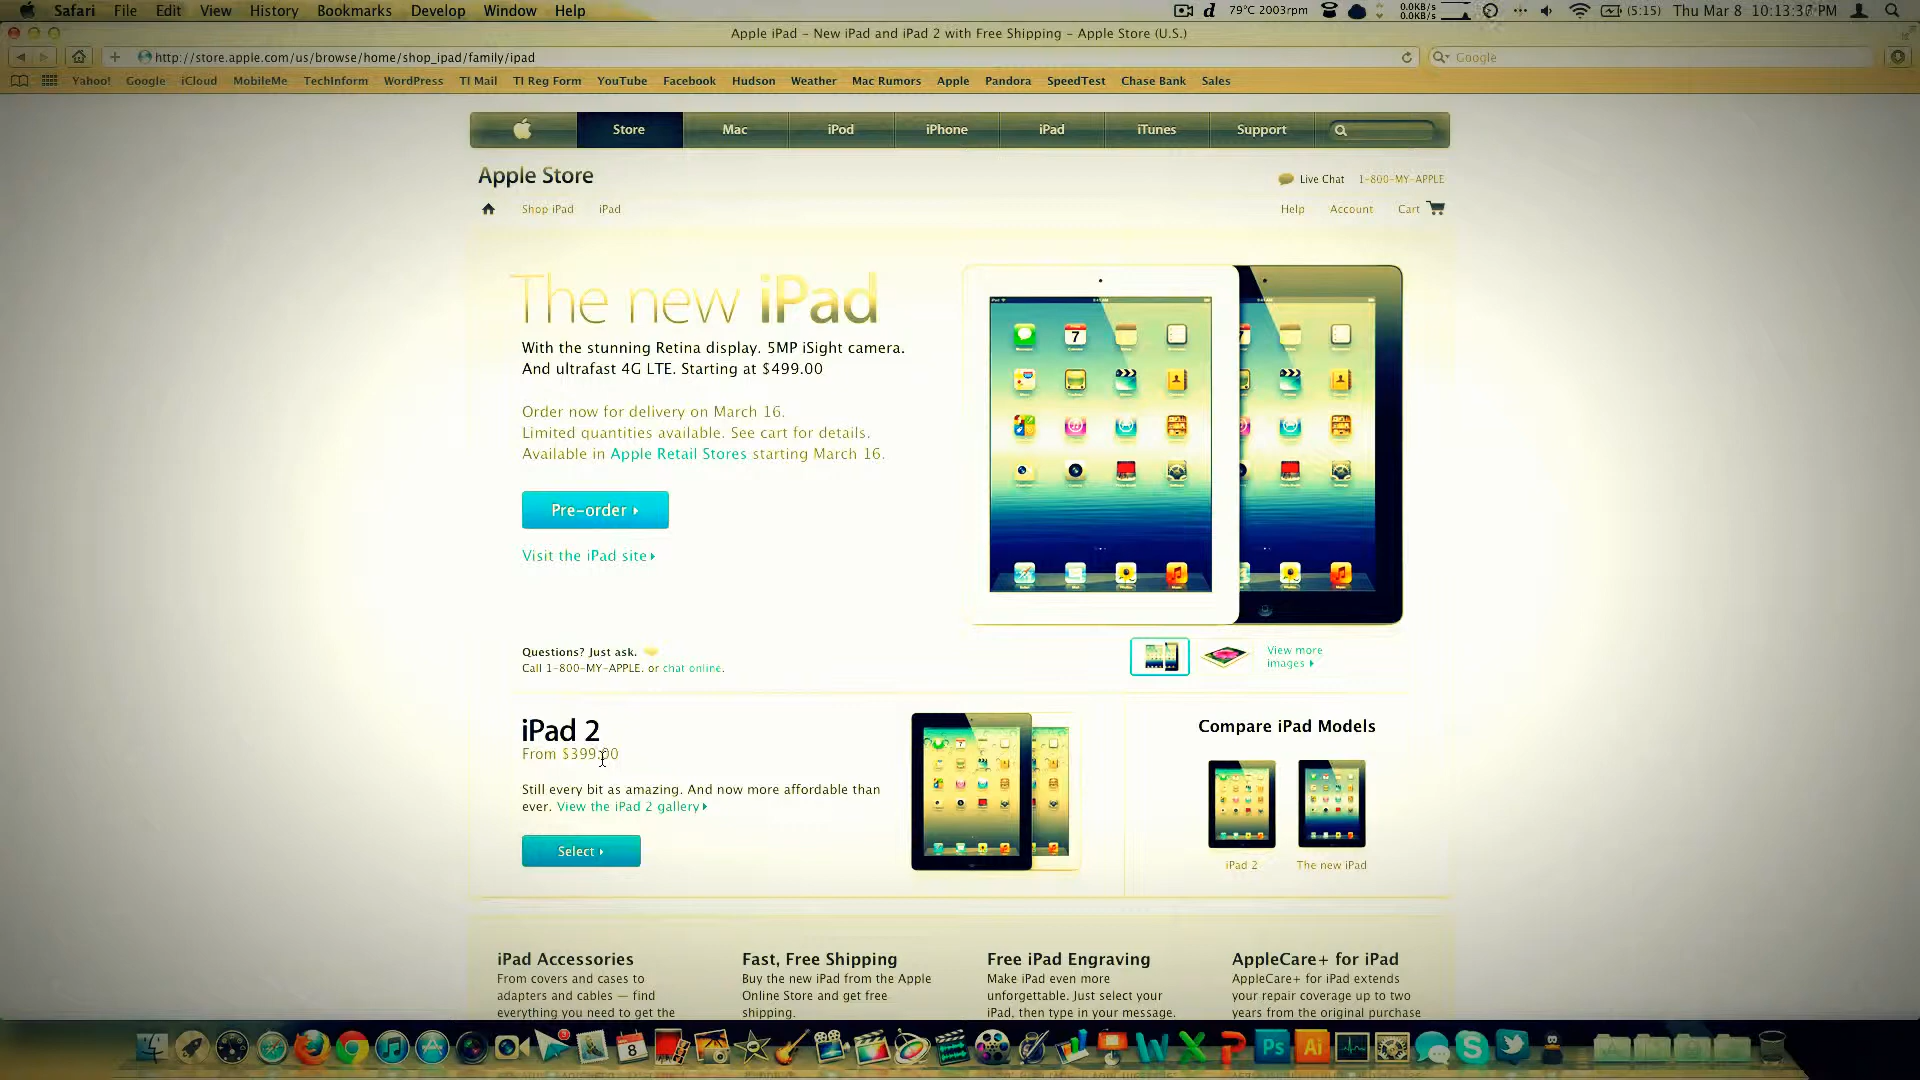 Safari File Edit View History Bookmarks Develop Window Help
d 79°C 2003rpm 0.0KB/s 0.0KB/s (5:15) Thu Mar 8 10:13:36 PM
Apple iPad – New iPad and iPad 2 with Free Shipping – Apple Store (U.S.)
http://store.apple.com/us/browse/home/shop_ipad/family/ipad
Google
Yahoo! Google iCloud MobileMe TechInform WordPress TI Mail TI Reg Form YouTube Facebook Hudson Weather Mac Rumors Apple Pandora SpeedTest Chase Bank Sales
Store Mac iPod iPhone iPad iTunes Support
Apple Store
Live Chat 1-800-MY-APPLE
Shop iPad iPad
Help Account Cart
The new iPad
With the stunning Retina display. 5MP iSight camera.
And ultrafast 4G LTE. Starting at $499.00
Order now for delivery on March 16.
Limited quantities available. See cart for details.
Available in Apple Retail Stores starting March 16.
Pre-order
Visit the iPad site
7
Questions? Just ask.
Call 1-800-MY-APPLE. or chat online.
View more
images
iPad 2
From $399.00
Still every bit as amazing. And now more affordable than
ever. View the iPad 2 gallery
Select
Compare iPad Models
iPad 2
The new iPad
iPad Accessories
From covers and cases to
adapters and cables — find
everything you need to get the
Fast, Free Shipping
Buy the new iPad from the Apple
Online Store and get free
shipping.
Free iPad Engraving
Make iPad even more
unforgettable. Just select your
iPad, then type in your message.
AppleCare+ for iPad
AppleCare+ for iPad extends
your repair coverage up to two
years from the original purchase
3
8
Ps
Ai